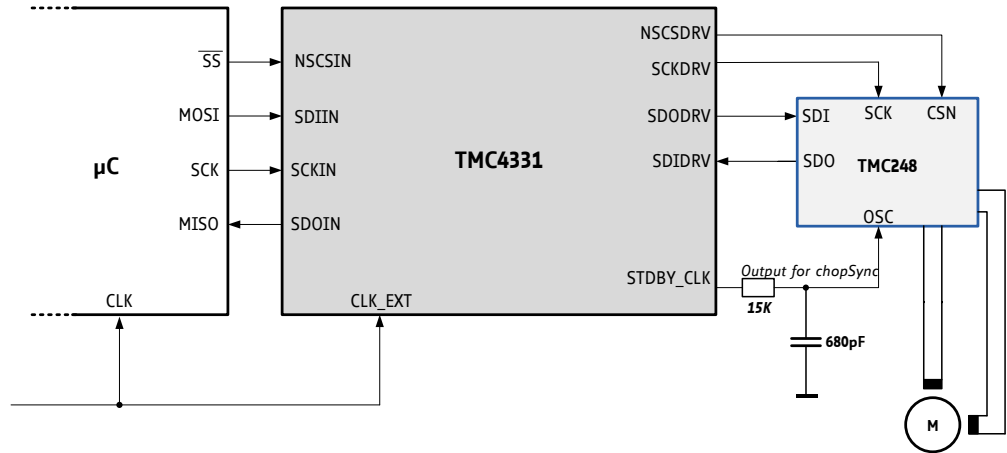 NSCSDRV
SS
NSCSIN
SCKDRV
MOSI
SDIIN
SDODRV
SDI
SCK
CSN
µC
TMC4331
SCK
SCKIN
SDIDRV
SDO
TMC248
MISO
SDOIN
OSC
STDBY_CLK
Output for chopSync
CLK
CLK_EXT
15K
680pF
M